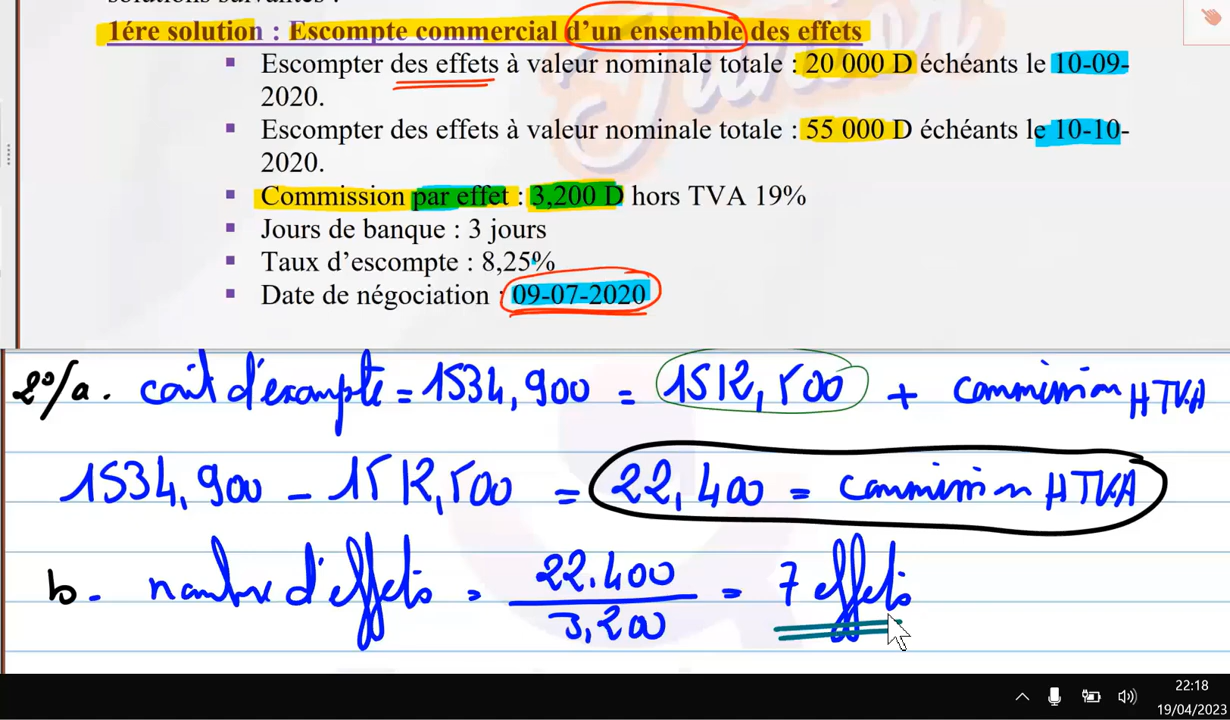 1ére solution : Escompte commercial d’un ensemble des effets
▪ Escompter des effets à valeur nominale totale : 20 000 D échéants le 10-09-
2020.
▪ Escompter des effets à valeur nominale totale : 55 000 D échéants le 10-10-
2020.
▪ Commission par effet : 3,200 D hors TVA 19%
▪ Jours de banque : 3 jours
▪ Taux d’escompte : 8,25%
▪ Date de négociation : 09-07-2020
2°/a. coût d'escompte = 1534,900 = 1512,500 + commission HTVA
1534,900 - 1512,500 = 22,400 = commission HTVA
b- nombre d'effets = 22.400 / 3,200 = 7 effets
22:18
19/04/2023